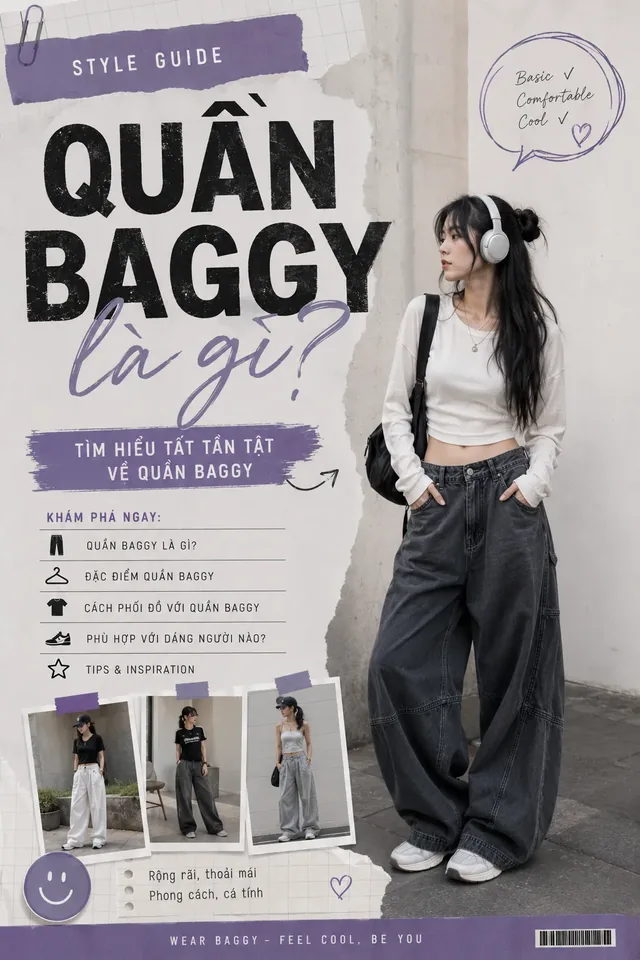 STYLE GUIDE
QUẦN
BAGGY
là gì?
Basic ✓
Comfortable
Cool ✓
TÌM HIỂU TẤT TẦN TẬT
VỀ QUẦN BAGGY
KHÁM PHÁ NGAY:
QUẦN BAGGY LÀ GÌ?
ĐẶC ĐIỂM QUẦN BAGGY
CÁCH PHỐI ĐỒ VỚI QUẦN BAGGY
PHÙ HỢP VỚI DÁNG NGƯỜI NÀO?
TIPS & INSPIRATION
Rộng rãi, thoải mái
Phong cách, cá tính
WEAR BAGGY - FEEL COOL, BE YOU